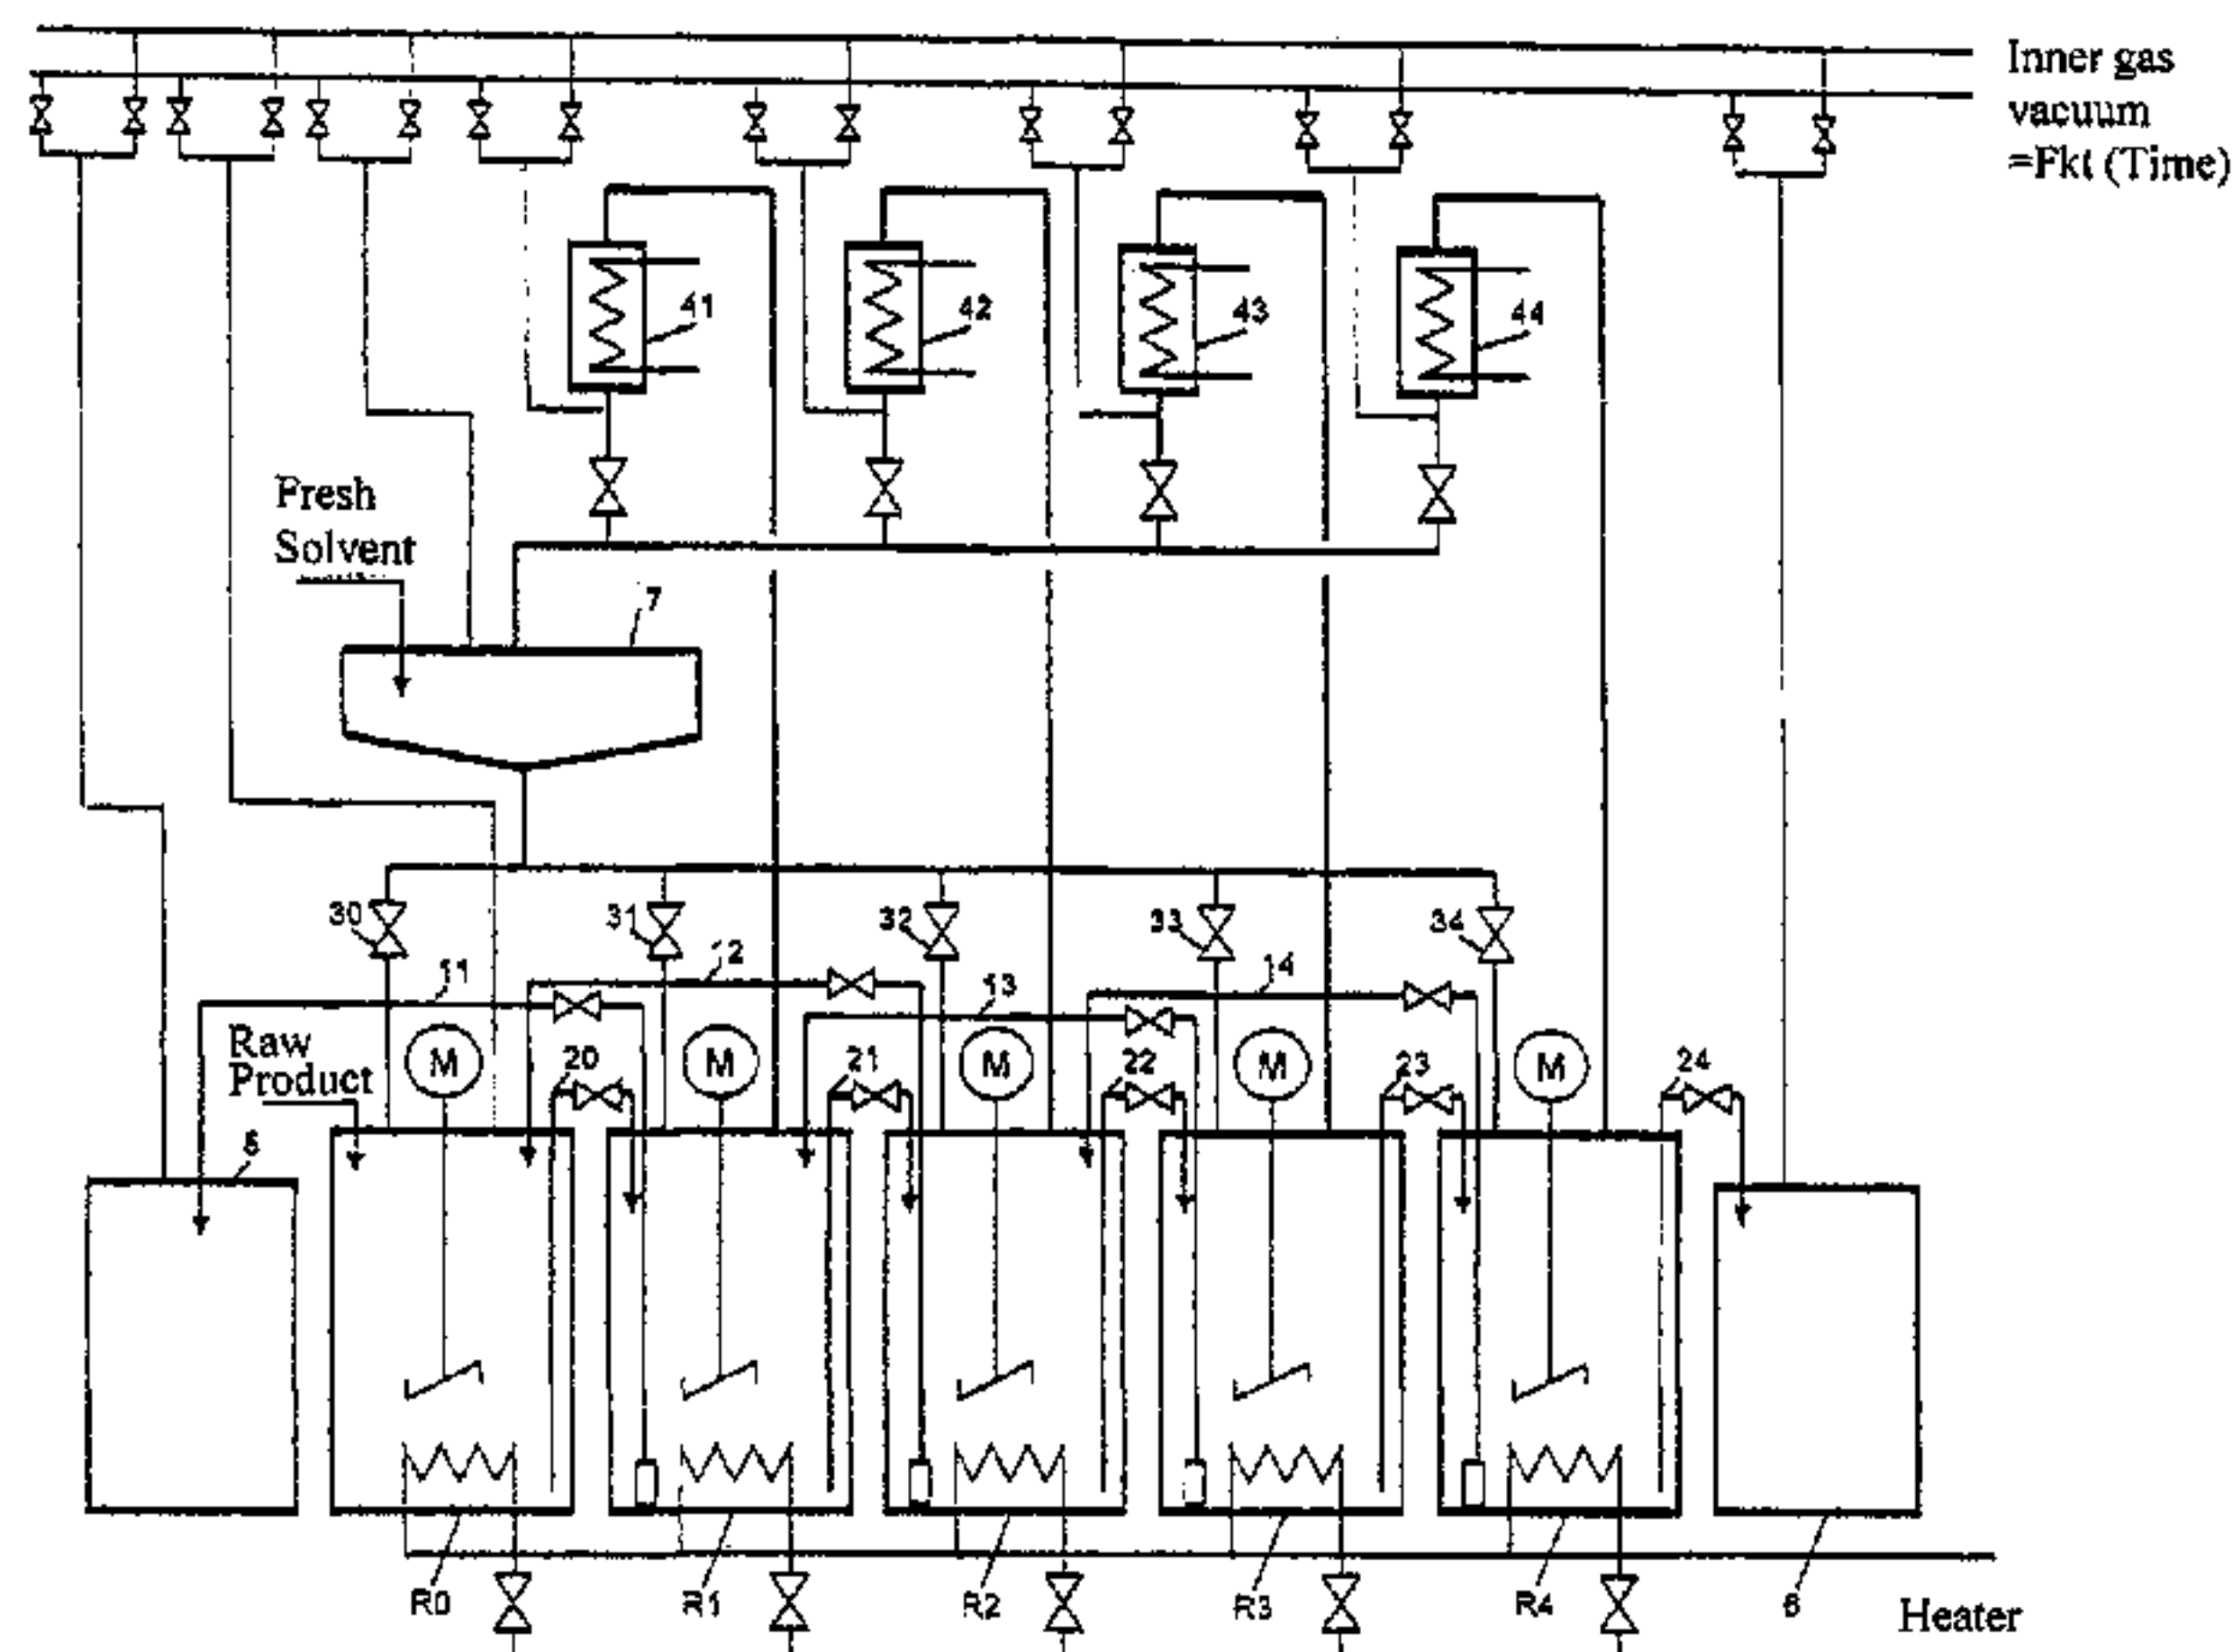 Inner gas
vacuum
=Fkt (Time)
41
42
43
44
Fresh
Solvent
7
30
31
32
33
34
11
12
13
14
Raw
Product
M
M
M
M
M
20
21
22
23
24
5
R0
R1
R2
R3
R4
6
Heater